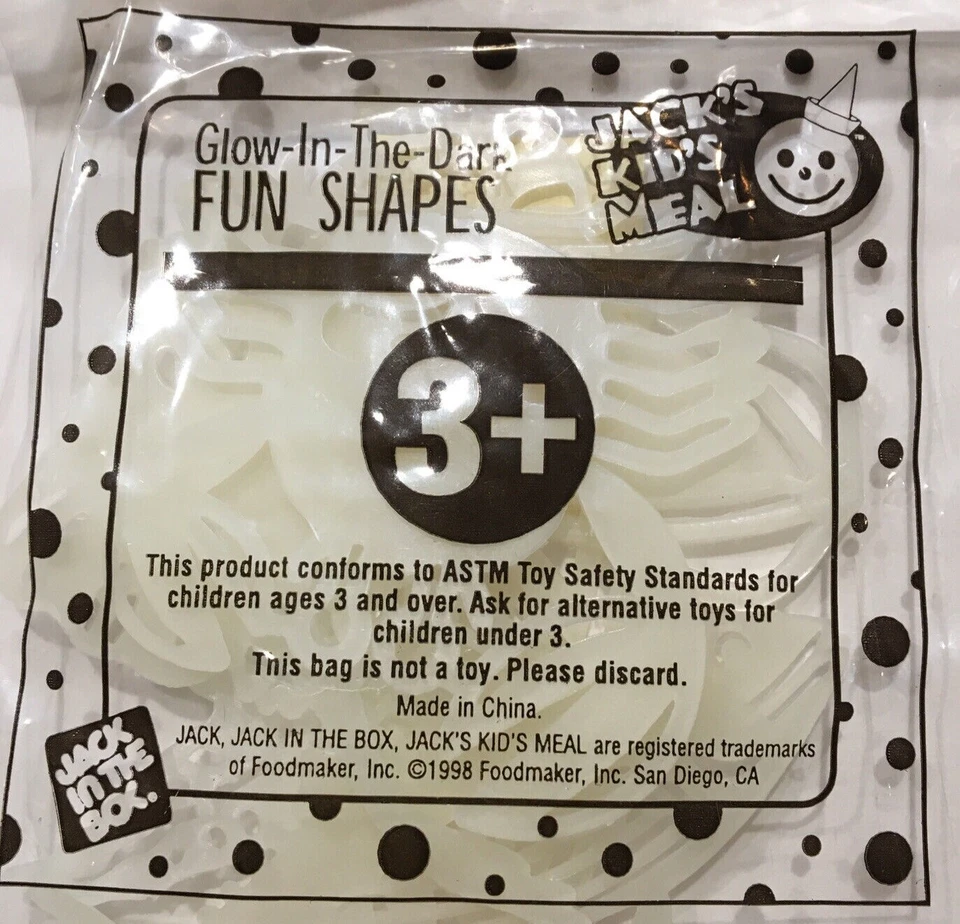 Glow-In-The-Dark
FUN SHAPES
JACK'S
KID'S
MEAL
3+
This product conforms to ASTM Toy Safety Standards for
children ages 3 and over. Ask for alternative toys for
children under 3.
This bag is not a toy. Please discard.
Made in China.
JACK, JACK IN THE BOX, JACK'S KID'S MEAL are registered trademarks
of Foodmaker, Inc. ©1998 Foodmaker, Inc. San Diego, CA
JACK
IN THE
BOX.